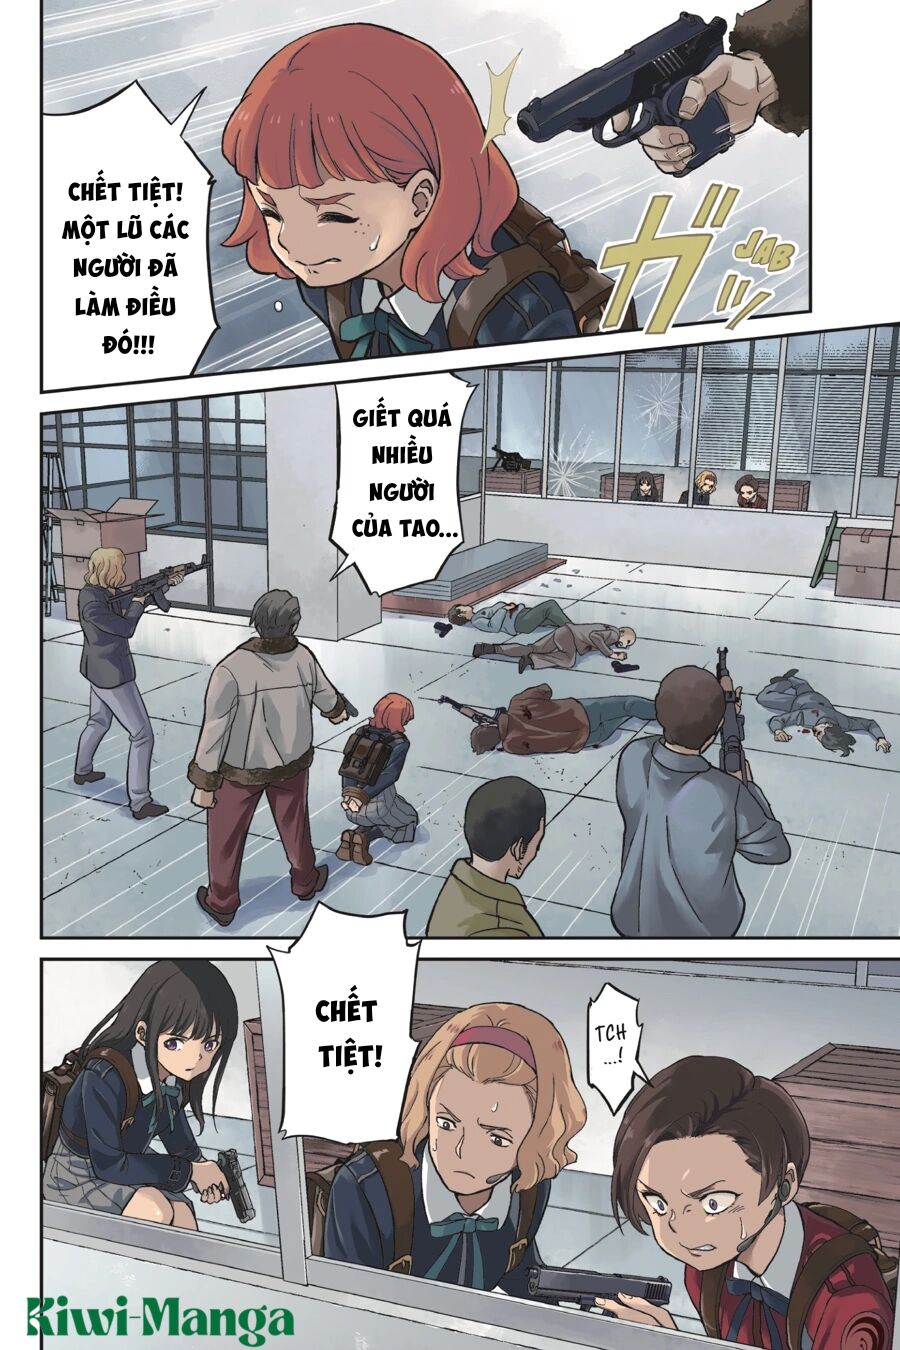 CHẾT TIỆT!
MỘT LŨ CÁC
NGƯỜI ĐÃ
LÀM ĐIỀU
ĐÓ!!!
ガッ
JAB
GIẾT QUÁ
NHIỀU
NGƯỜI
CỦA TAO...
CHẾT
TIỆT!
TCH
...!
Kiwi-Manga